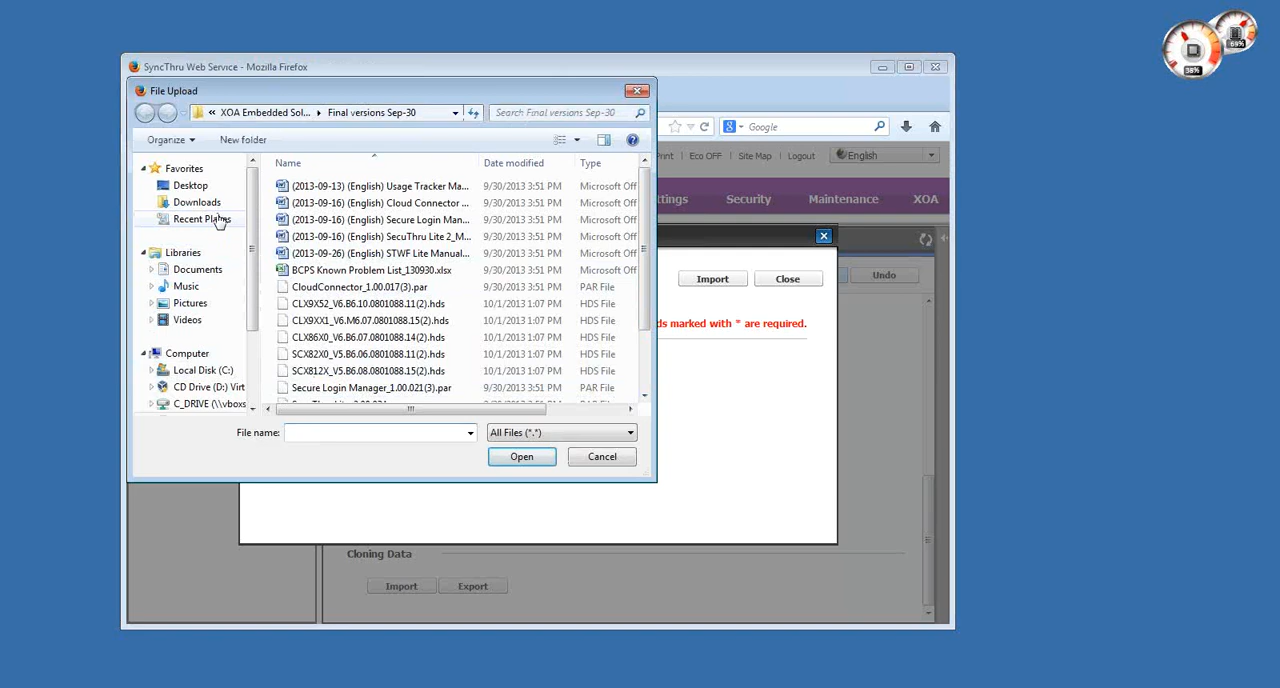 SyncThru Web Service - Mozilla Firefox
File Upload
« XOA Embedded Sol... Final versions Sep-30
Search Final versions Sep-30
Google
Organize New folder
Print Eco OFF Site Map Logout English
Name Date modified Type
Favorites
Desktop
Downloads
Recent Places
Libraries
Documents
Music
Pictures
Videos
Computer
Local Disk (C:)
CD Drive (D:) Virt
C_DRIVE (\\vboxs
(2013-09-13) (English) Usage Tracker Ma... 9/30/2013 3:51 PM Microsoft Off
(2013-09-16) (English) Cloud Connector ... 9/30/2013 3:51 PM Microsoft Off
(2013-09-16) (English) Secure Login Man... 9/30/2013 3:51 PM Microsoft Off
(2013-09-16) (English) SecuThru Lite 2_M... 9/30/2013 3:51 PM Microsoft Off
(2013-09-26) (English) STWF Lite Manual... 9/30/2013 3:51 PM Microsoft Off
BCPS Known Problem List_130930.xlsx 9/30/2013 3:51 PM Microsoft Off
CloudConnector_1.00.017(3).par 9/30/2013 3:51 PM PAR File
CLX9X52_V6.B6.10.0801088.11(2).hds 10/1/2013 1:07 PM HDS File
CLX9XX1_V6.M6.07.0801088.15(2).hds 10/1/2013 1:07 PM HDS File
CLX86X0_V6.B6.07.0801088.14(2).hds 10/1/2013 1:07 PM HDS File
SCX82X0_V5.B6.06.0801088.11(2).hds 10/1/2013 1:07 PM HDS File
SCX812X_V5.B6.08.0801088.15(2).hds 10/1/2013 1:07 PM HDS File
Secure Login Manager_1.00.021(3).par 9/30/2013 3:51 PM PAR File
File name: All Files (*.*)
Open Cancel
ttings Security Maintenance XOA
Undo
Import Close
ds marked with * are required.
Cloning Data
Import Export
38%
69%